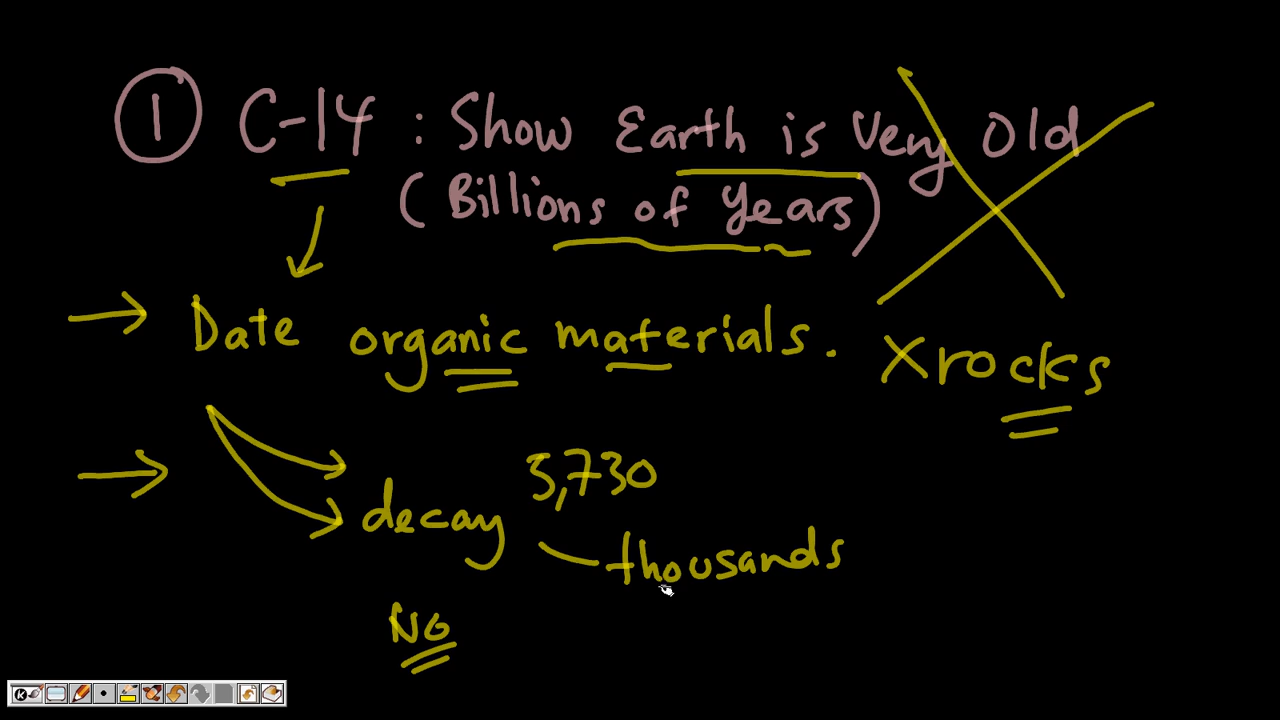 1 C-14 : Show Earth is Very Old
(Billions of Years)
Date organic materials. X rocks
5,730
decay
thousands
No